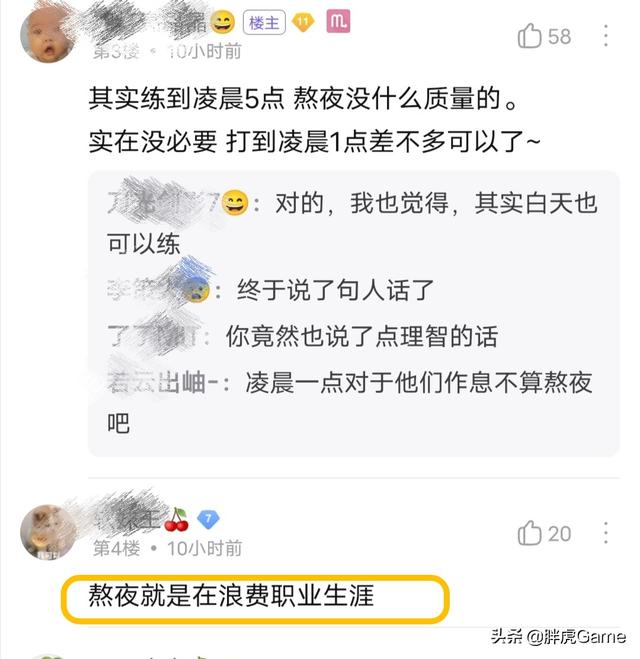 楼主 11
58
第3楼 • 10小时前
其实练到凌晨5点 熬夜没什么质量的。
实在没必要 打到凌晨1点差不多可以了~
：对的，我也觉得，其实白天也
可以练
：终于说了句人话了
：你竟然也说了点理智的话
若云出岫-：凌晨一点对于他们作息不算熬夜
吧
7
20
第4楼 • 10小时前
熬夜就是在浪费职业生涯
头条 @胖虎Game